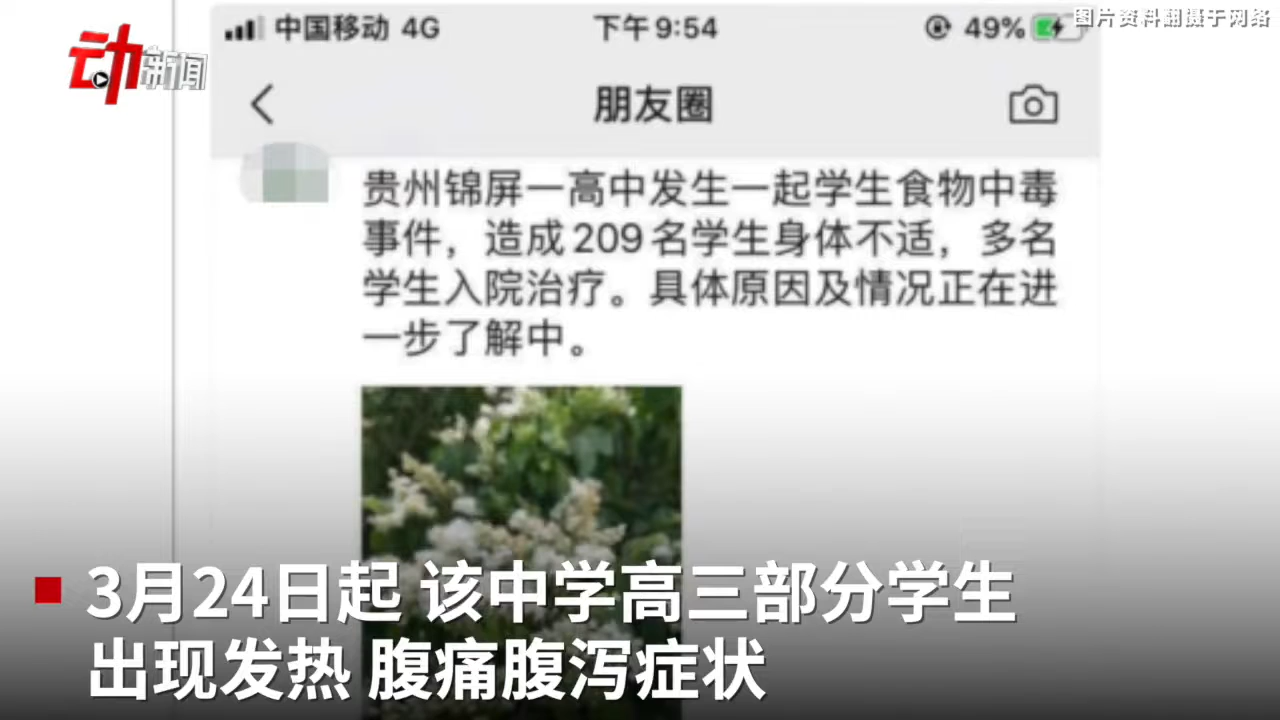 中国移动 4G 下午9:54 49%
图片资料翻摄于网络
动新闻
朋友圈
贵州锦屏一高中发生一起学生食物中毒
事件，造成209名学生身体不适，多名
学生入院治疗。具体原因及情况正在进
一步了解中。
3月24日起 该中学高三部分学生
出现发热 腹痛腹泻症状